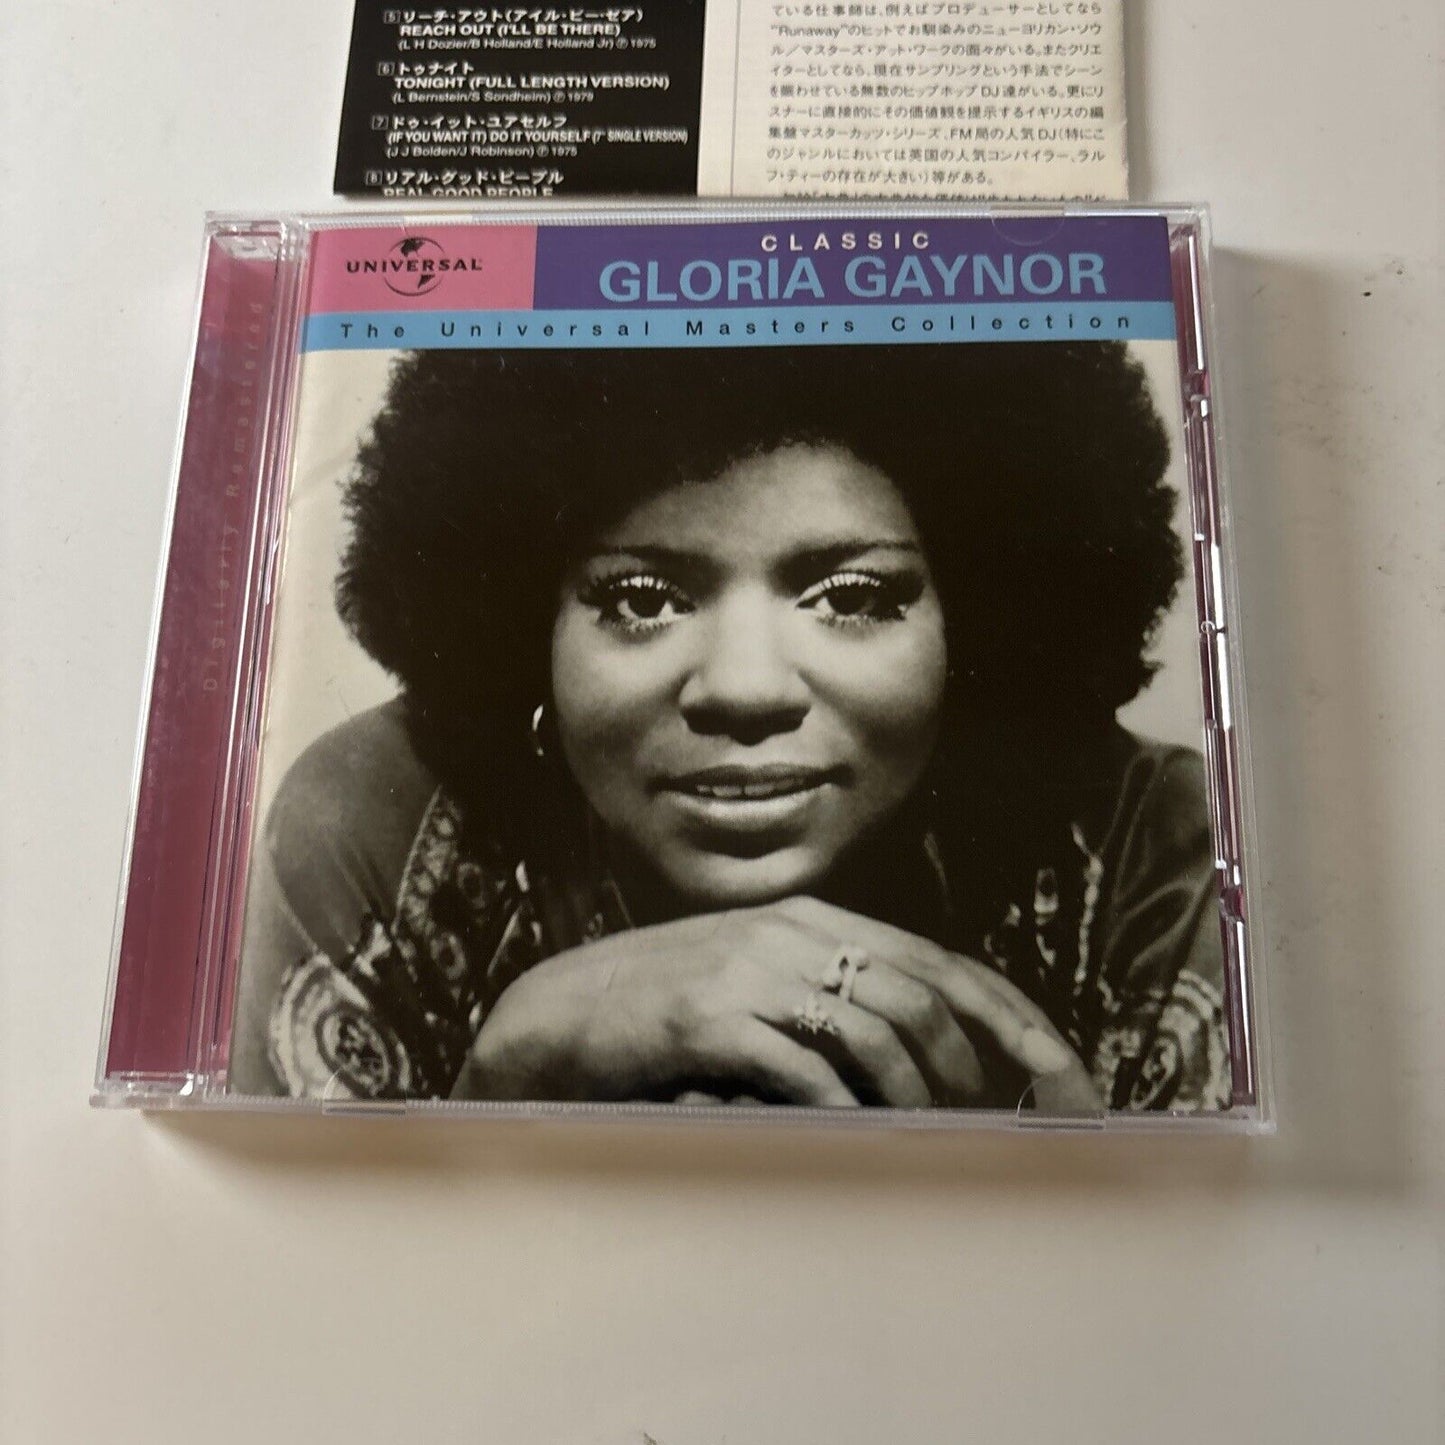 5 リーチ・アウト(アイル・ビー・ゼア)
REACH OUT (I'LL BE THERE)
(L H Dozier/B Holland/E Holland Jr) ℗ 1975
6 トゥナイト
TONIGHT (FULL LENGTH VERSION)
(L Bernstein/S Sondheim) ℗ 1979
7 ドゥ・イット・ユアセルフ
(IF YOU WANT IT) DO IT YOURSELF (7" SINGLE VERSION)
(J J Bolden/J Robinson) ℗ 1975
8 リアル・グッド・ピープル
REAL GOOD PEOPLE
ている仕事師は、例えばプロデューサーとしてなら
"Runaway"のヒットでお馴染みのニューヨリカン・ソウ
ル/マスターズ・アット・ワークの面々がいる。またクリエ
イターとしてなら、現在サンプリングという手法でシーン
を賑わせている無数のヒップホップDJ達がいる。更にリ
スナーに直接的にその価値観を提示するイギリスの編
集盤マスターカッツ・シリーズ、FM局の人気DJ(特にこ
のジャンルにおいては英国の人気コンパイラー、ラル
フ・ティーの存在が大きい)等がある。
UNIVERSAL
CLASSIC
GLORIA GAYNOR
The Universal Masters Collection
Digitally Remastered